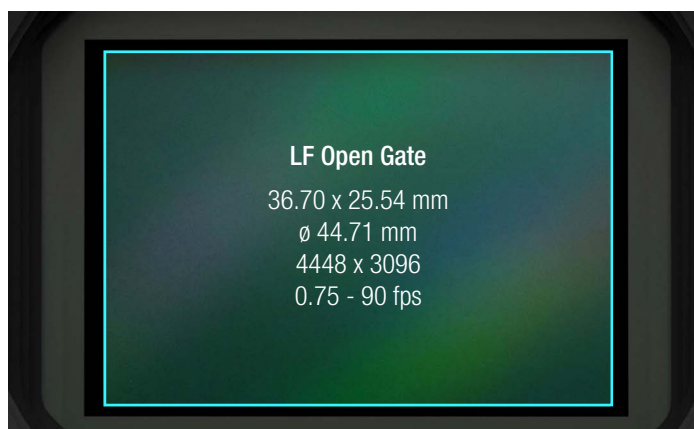 LF Open Gate
36.70 x 25.54 mm
ø 44.71 mm
4448 x 3096
0.75 - 90 fps